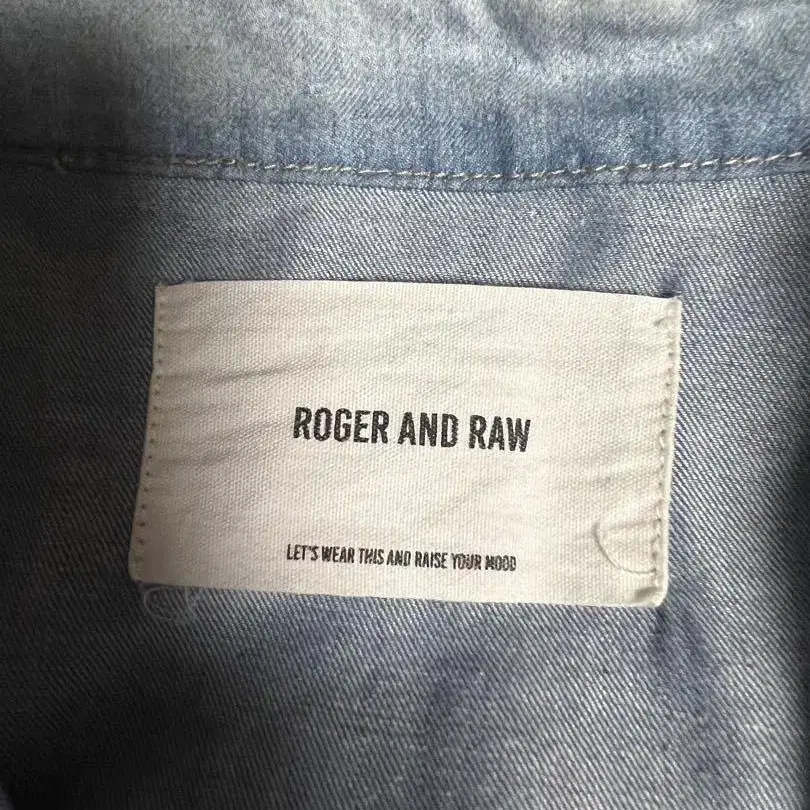 ROGER AND RAW
LET'S WEAR THIS AND RAISE YOUR MOOD